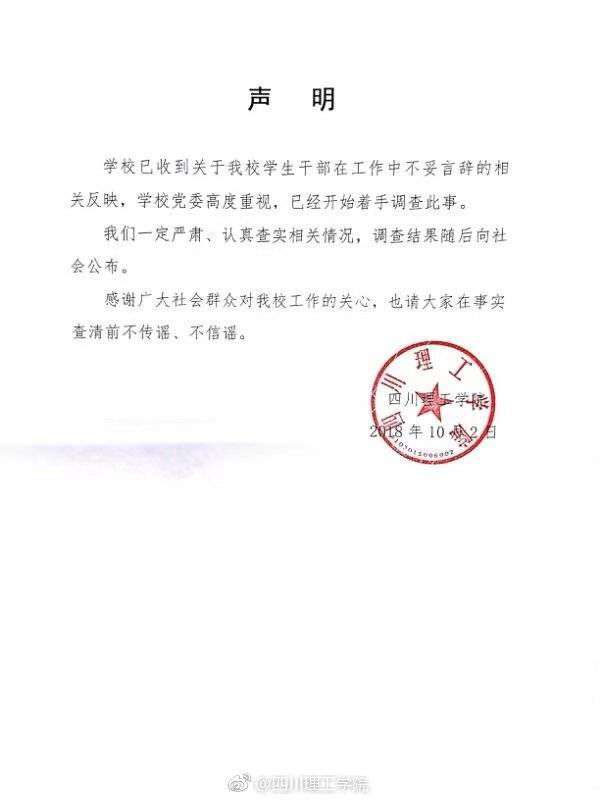 声 明
学校已收到关于我校学生干部在工作中不妥言辞的相
关反映，学校党委高度重视，已经开始着手调查此事。
我们一定严肃、认真查实相关情况，调查结果随后向社
会公布。
感谢广大社会群众对我校工作的关心，也请大家在事实
查清前不传谣、不信谣。
四川理工学院
四川理工学院
2018 年 10 月 2 日
@四川理工学院